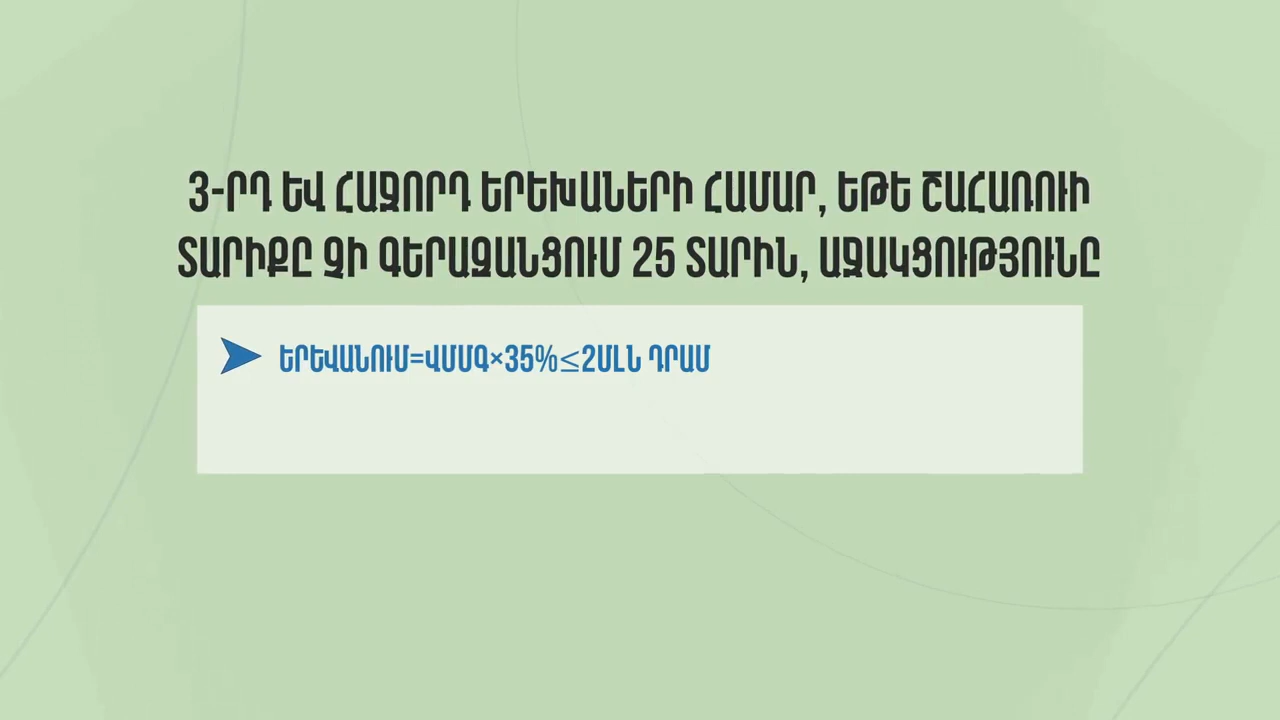 3-ՐԴ ԵՎ ՀԱՋՈՐԴ ԵՐԵԽԱՆԵՐԻ ՀԱՄԱՐ, ԵԹԵ ՇԱՀԱՌՈՒԻ
ՏԱՐԻՔԸ ՉԻ ԳԵՐԱԶԱՆՑՈՒՄ 25 ՏԱՐԻՆ, ԱՋԱԿՑՈՒԹՅՈՒՆԸ
ԵՐԵՎԱՆՈՒՄ=ՎՄՄԳ×35%≤2ՄԼՆ ԴՐԱՄ